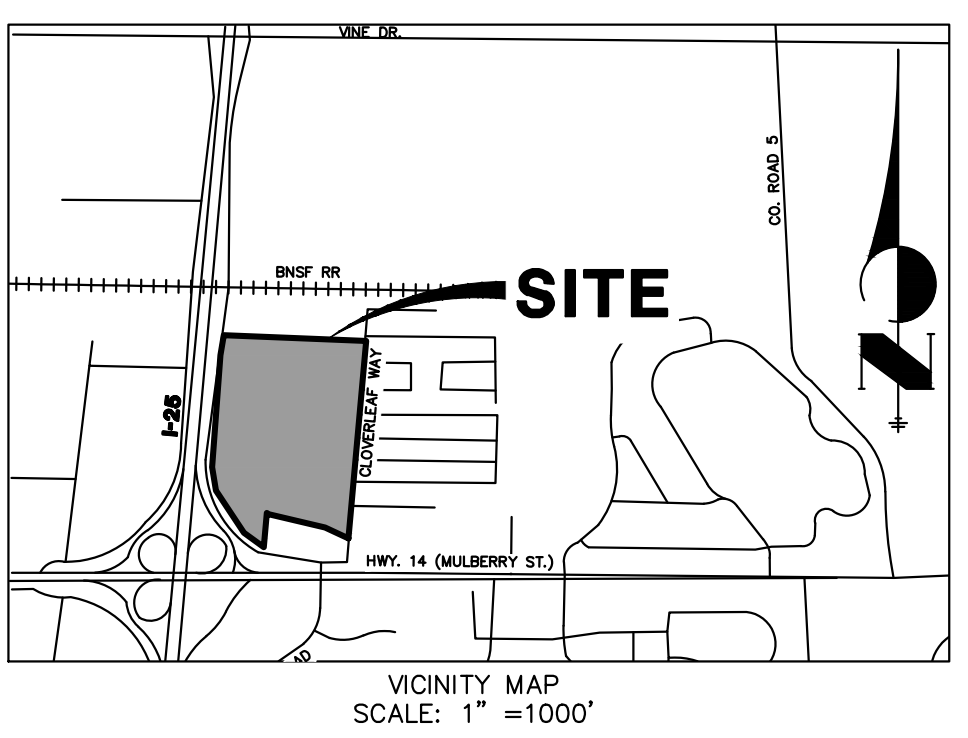 VINE DR.
CO. ROAD 5
BNSF RR
SITE
N
CLOVERLEAF WAY
I-25
HWY. 14 (MULBERRY ST.)
AD
VICINITY MAP
SCALE: 1" =1000'